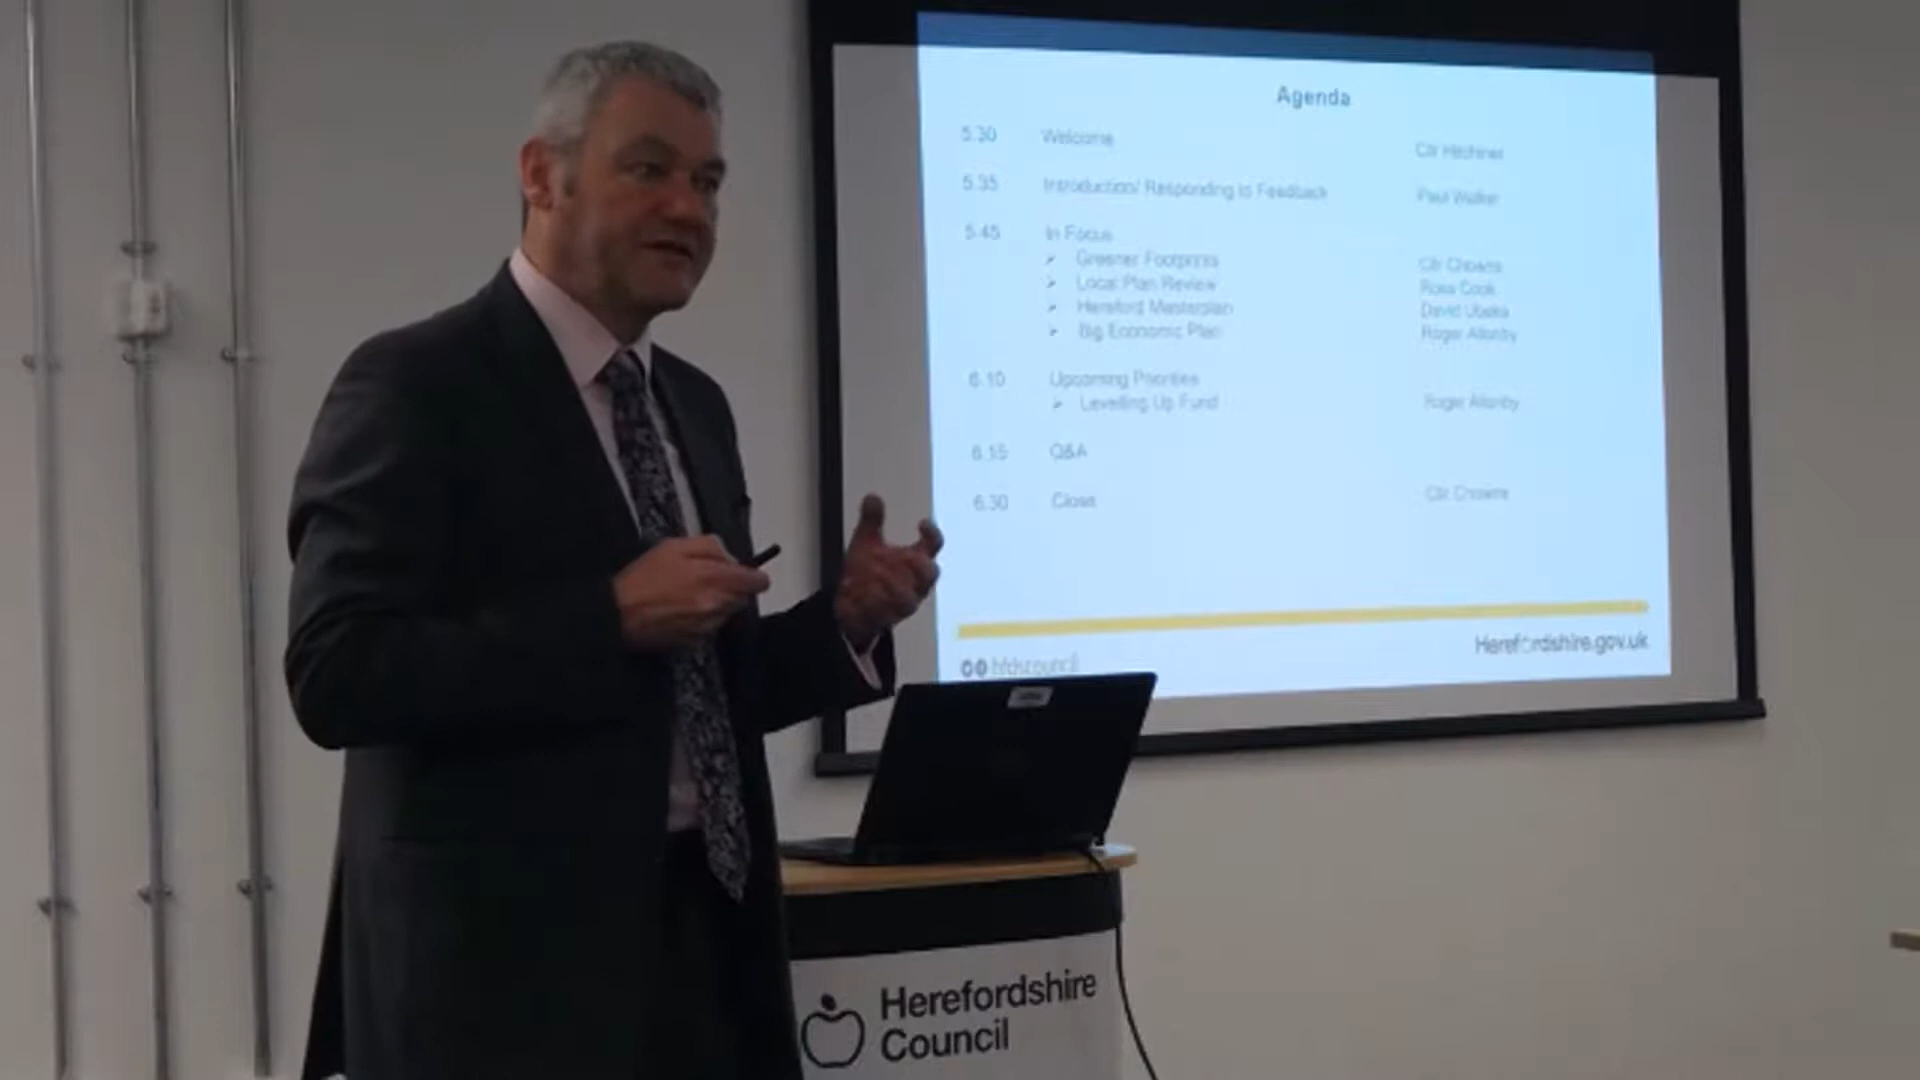 Agenda
5.30 Welcome Cllr Hitchiner
5.35 Introduction/ Responding to Feedback Paul Walker
5.45 In Focus
Greener Footprints Cllr Chowns
Local Plan Review Ross Cook
Hereford Masterplan David
Big Economic Plan Roger Allonby
6.10 Upcoming Priorities
Levelling Up Fund Roger Allonby
6.15 Q&A
6.30 Close Cllr Chowns
Herefordshire.gov.uk
hfdscouncil
Herefordshire
Council